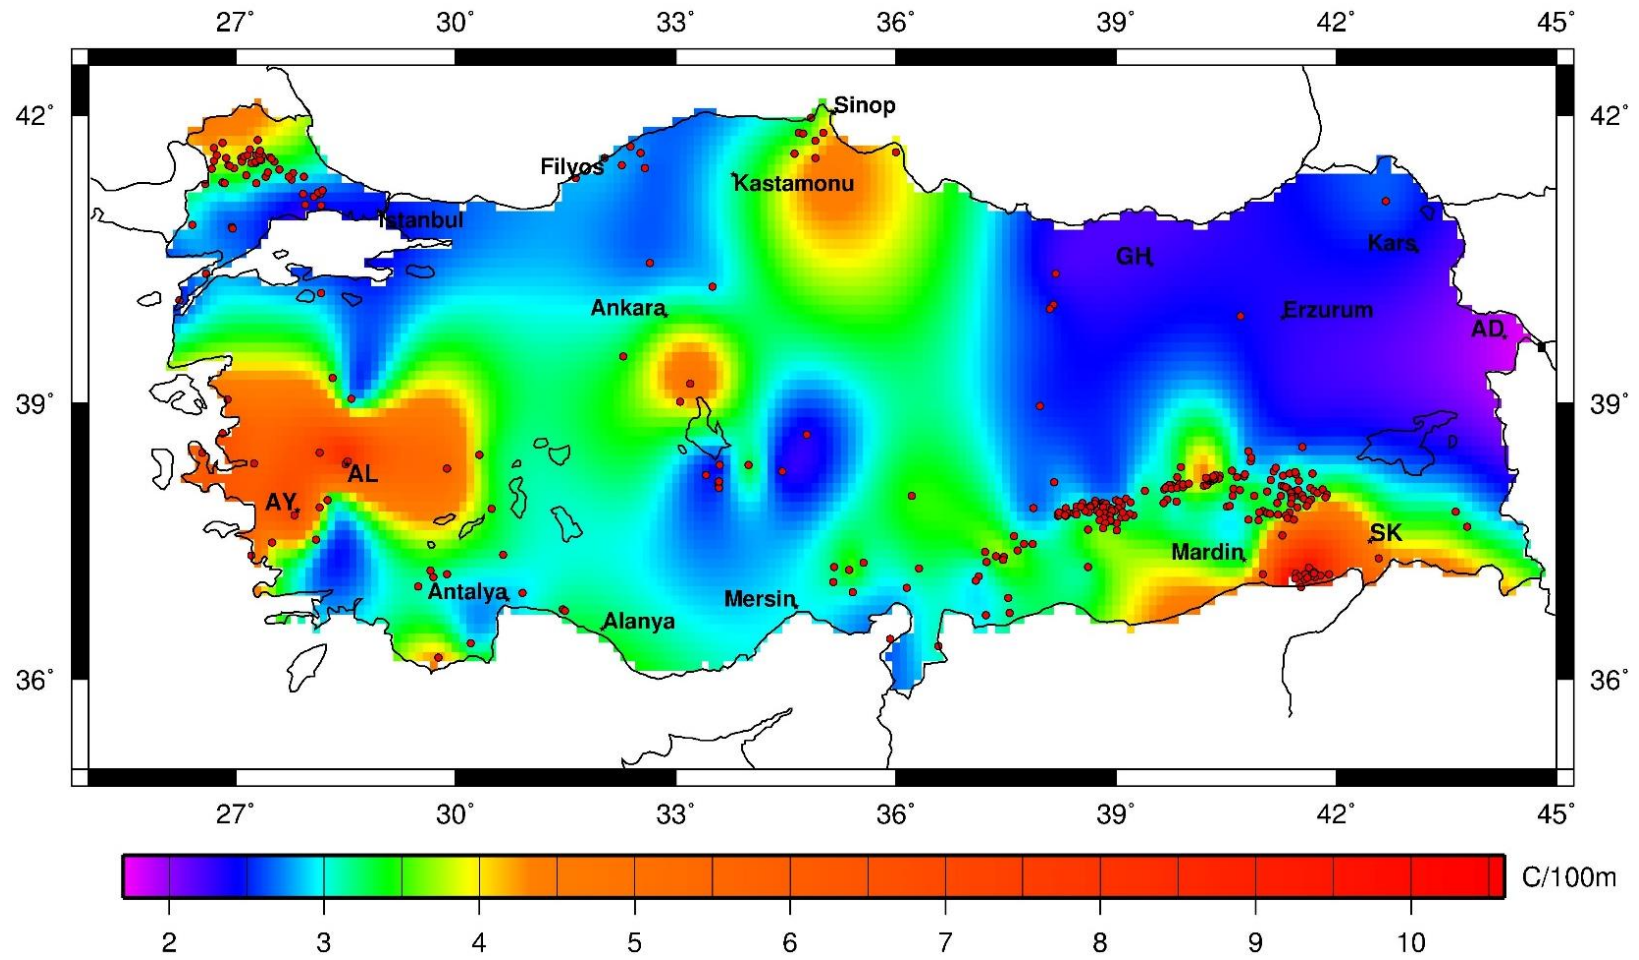 27° 30° 33° 36° 39° 42° 45°
42° 42°
Sinop
Filyos
Kastamonu
Istanbul
GH
Kars
Ankara
Erzurum
AD
39° 39°
AL
AY
SK
Mardin
Antalya
Mersin
Alanya
36° 36°
27° 30° 33° 36° 39° 42° 45°
C/100m
2 3 4 5 6 7 8 9 10